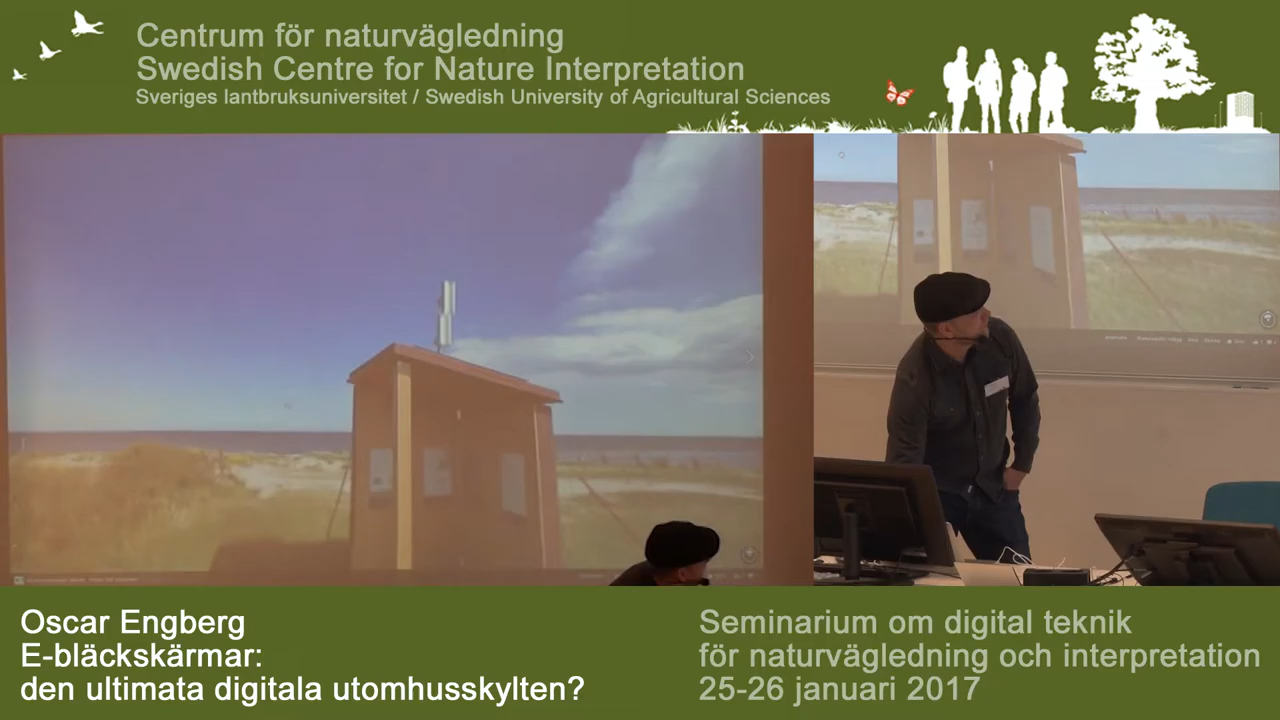 Centrum för naturvägledning
Swedish Centre for Nature Interpretation
Sveriges lantbruksuniversitet / Swedish University of Agricultural Sciences
Oscar Engberg
E-bläckskärmar:
den ultimata digitala utomhusskylten?
Seminarium om digital teknik
för naturvägledning och interpretation
25-26 januari 2017